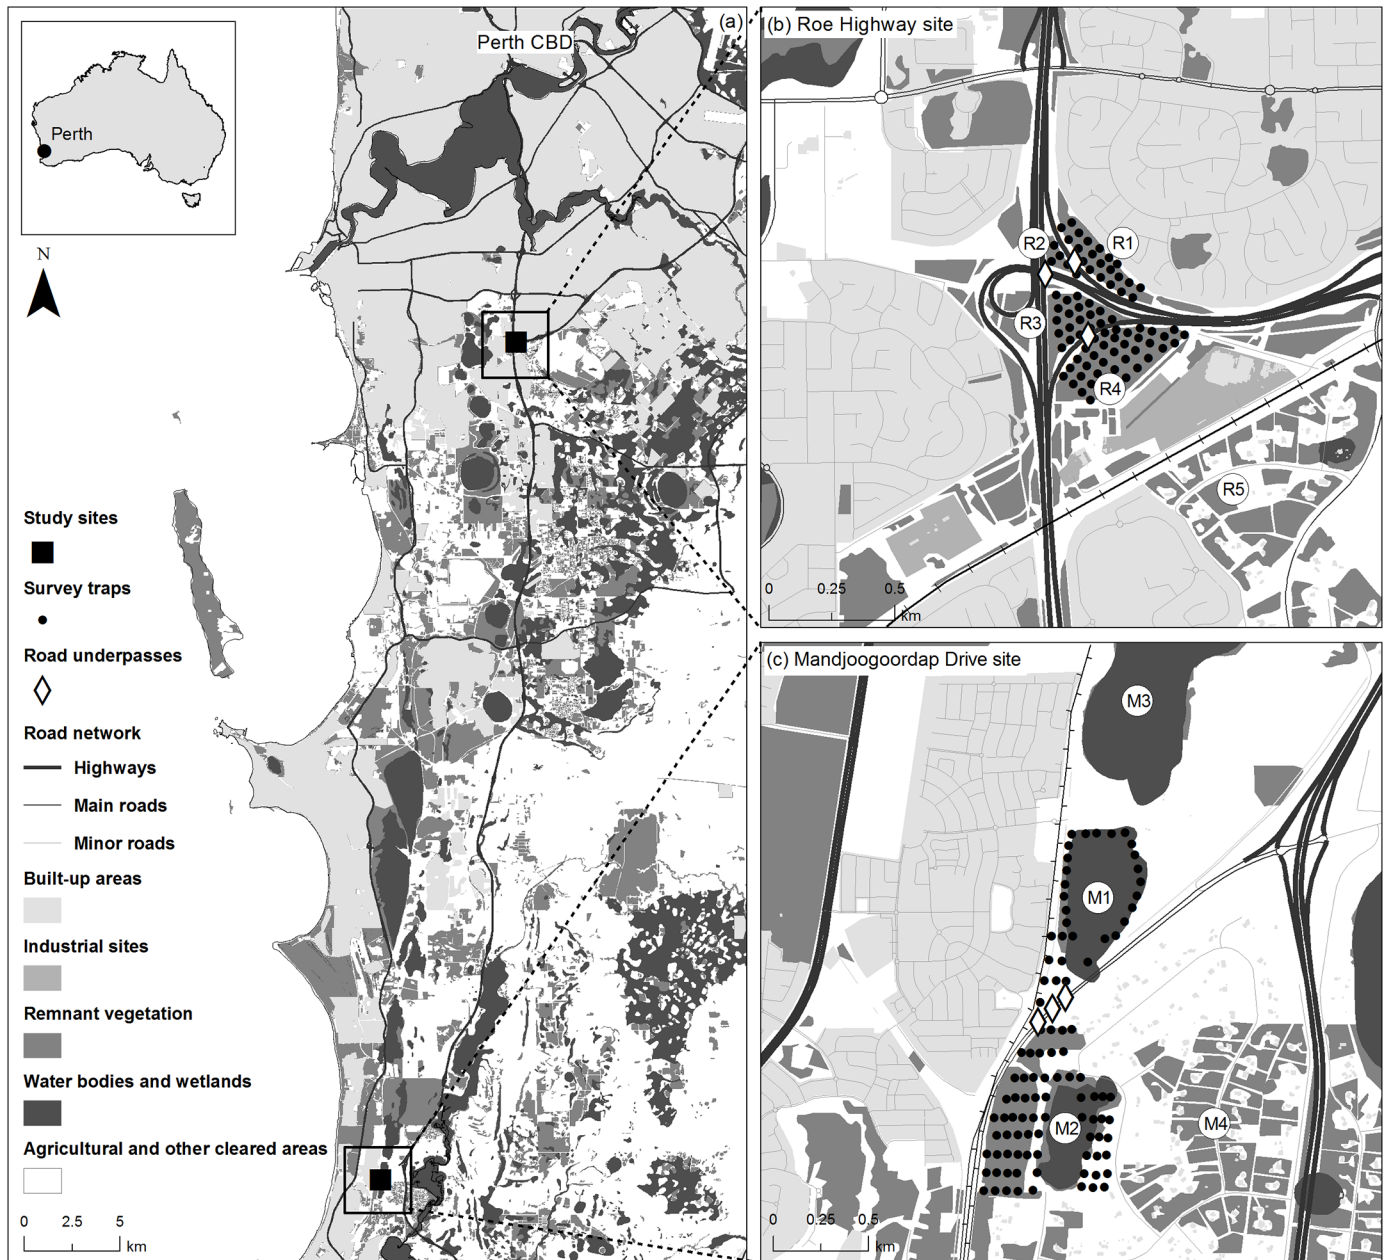 (a)
Perth CBD
Perth
N
Study sites
Survey traps
Road underpasses
Road network
Highways
Main roads
Minor roads
Built-up areas
Industrial sites
Remnant vegetation
Water bodies and wetlands
Agricultural and other cleared areas
0 2.5 5
km
(b) Roe Highway site
R2 R1
R3
R4
R5
0 0.25 0.5
km
(c) Mandjoogoordap Drive site
M3
M1
M2 M4
0 0.25 0.5
km